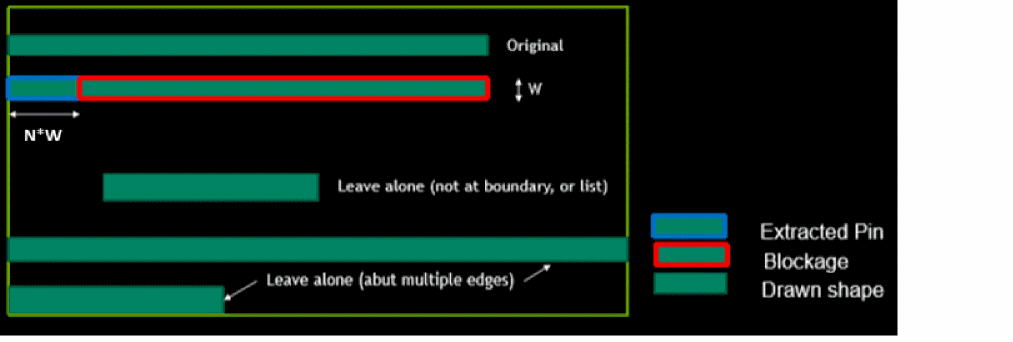 Original
W
N*W
Leave alone (not at boundary, or list)
Extracted Pin
Blockage
Leave alone (abut multiple edges)
Drawn shape